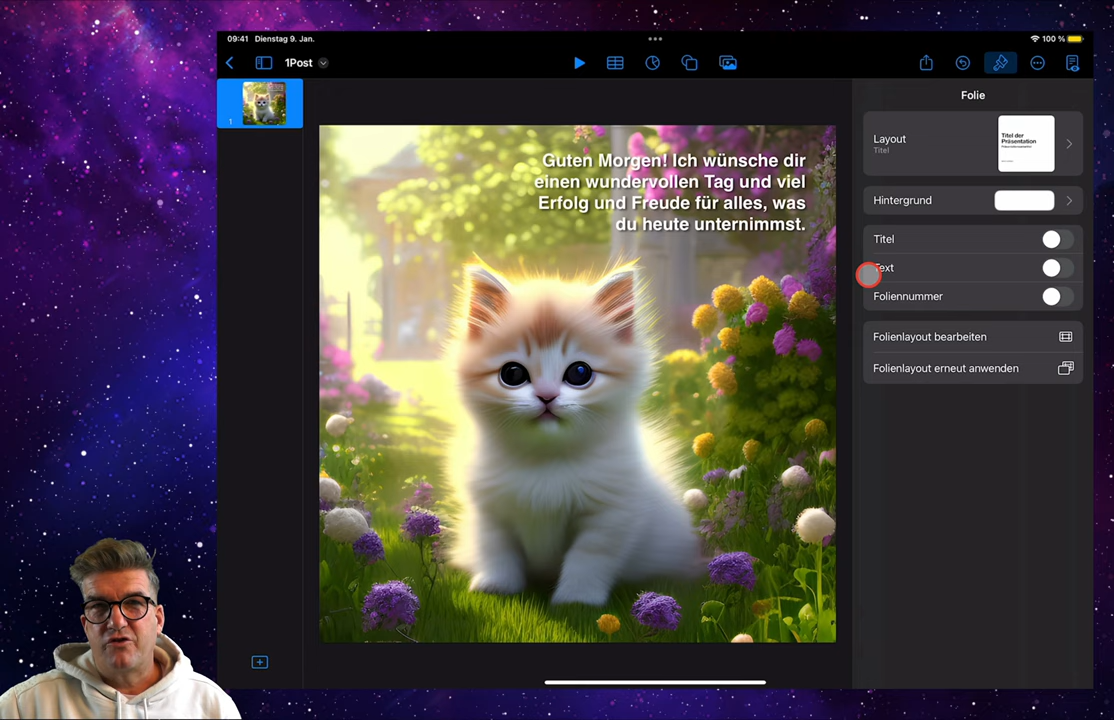 09:41 Dienstag 9. Jan.
100 %
1Post
Folie
Layout
Titel
Titel der
Präsentation
Hintergrund
Titel
Text
Foliennummer
Folienlayout bearbeiten
Folienlayout erneut anwenden
1
Guten Morgen! Ich wünsche dir
einen wundervollen Tag und viel
Erfolg und Freude für alles, was
du heute unternimmst.